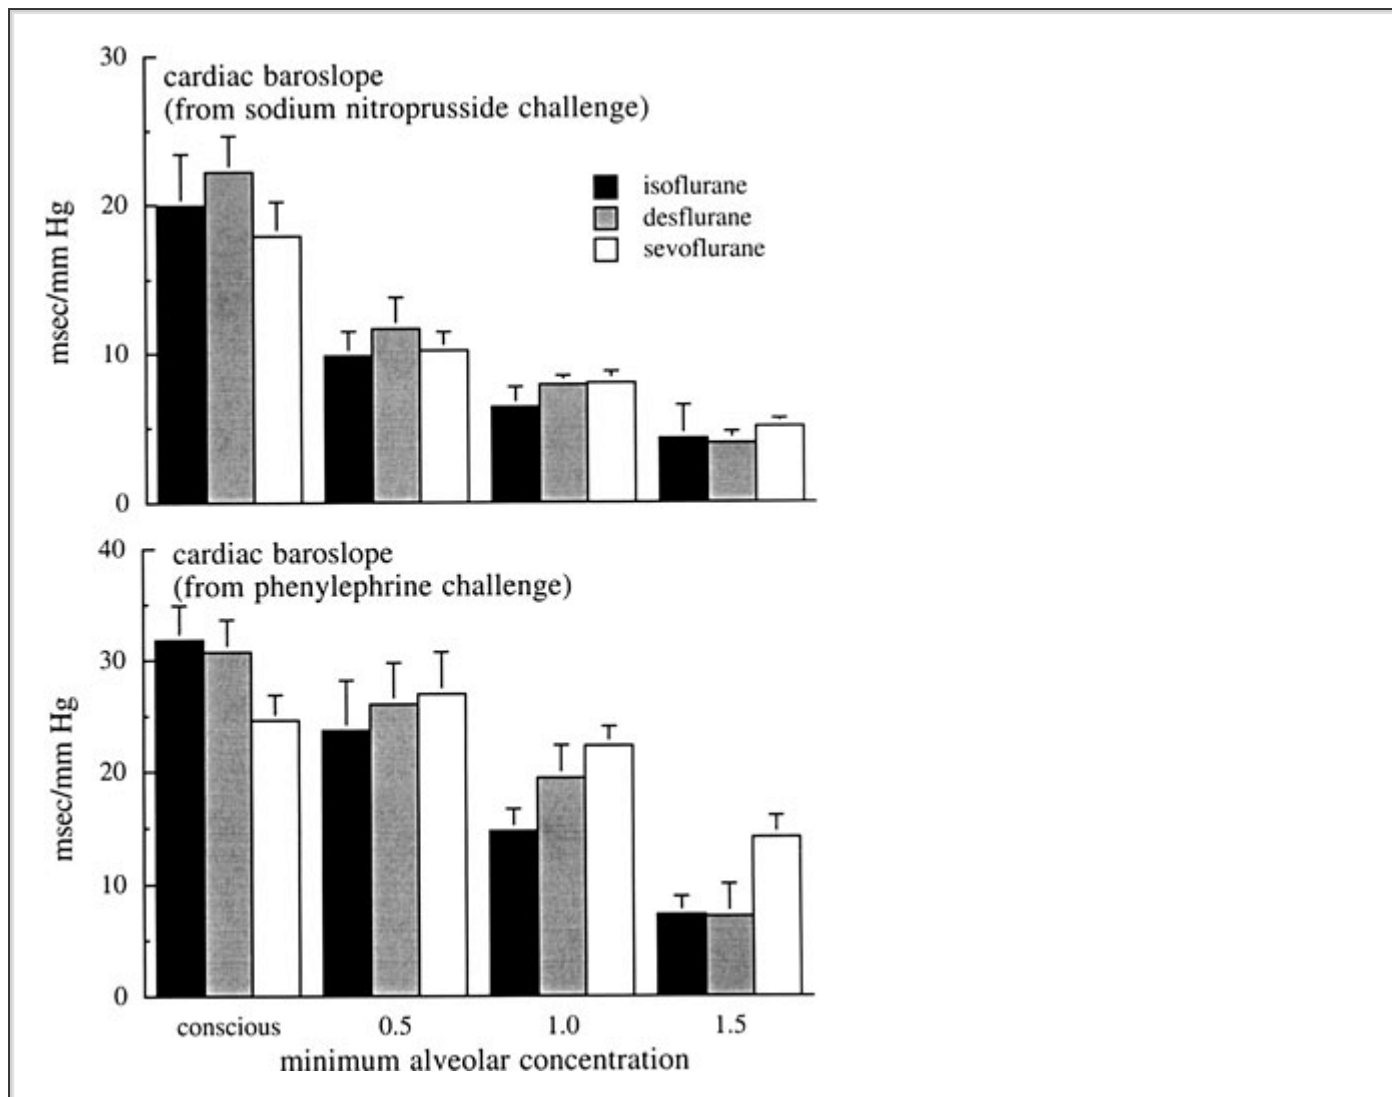 30
cardiac baroslope
(from sodium nitroprusside challenge)
isoflurane
20
desflurane
sevoflurane
msec/mm Hg
10
0
40
cardiac baroslope
(from phenylephrine challenge)
30
msec/mm Hg
20
10
0
conscious 0.5 1.0 1.5
minimum alveolar concentration